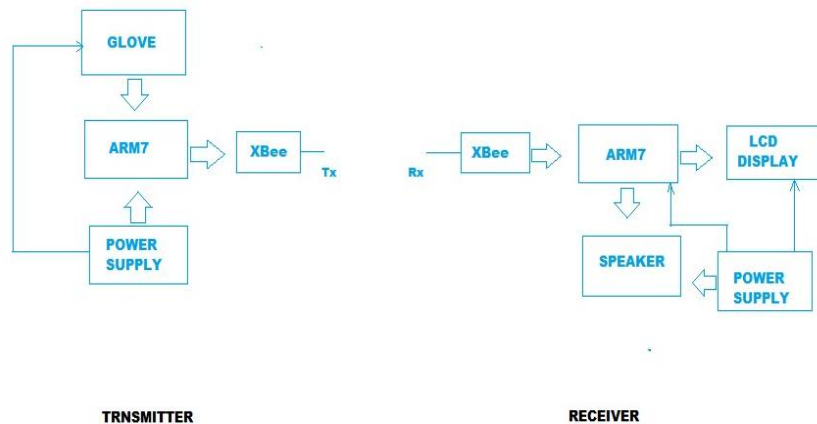 GLOVE
ARM7
XBee
Tx
POWER
SUPPLY
TRNSMITTER
Rx
XBee
ARM7
LCD
DISPLAY
SPEAKER
POWER
SUPPLY
RECEIVER